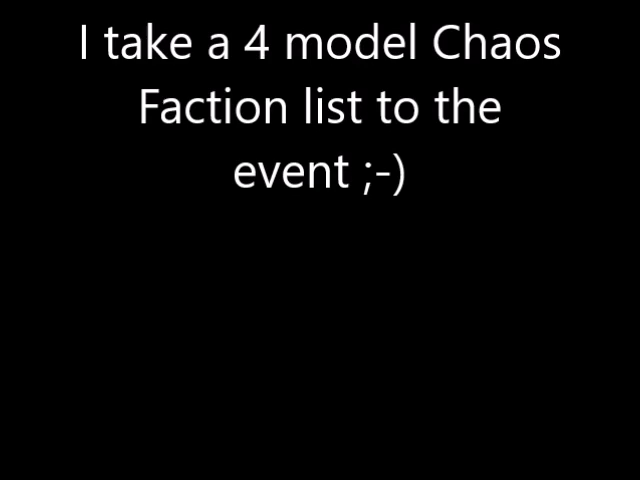 I take a 4 model Chaos
Faction list to the
event ;-)